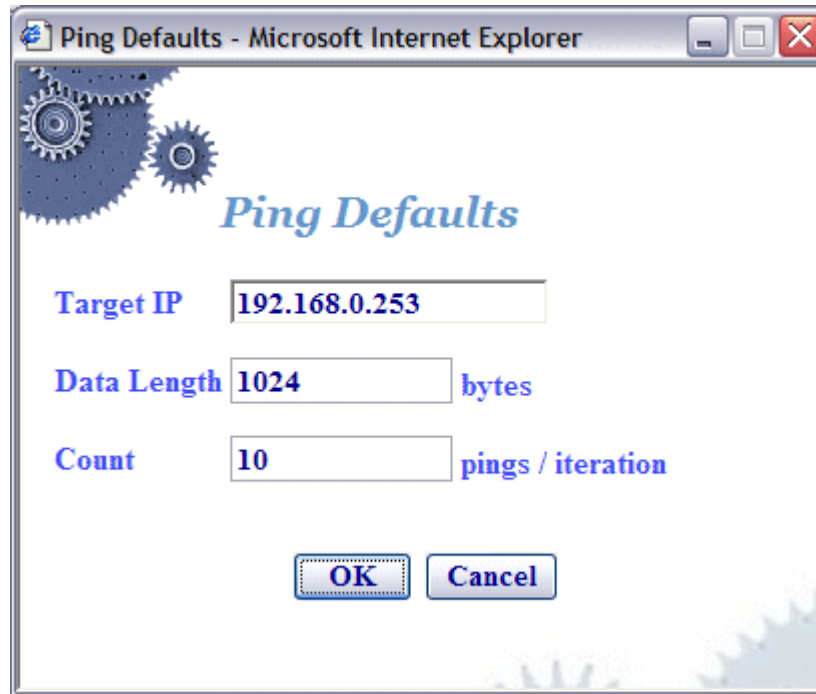 Ping Defaults - Microsoft Internet Explorer
Ping Defaults
Target IP 192.168.0.253
Data Length 1024 bytes
Count 10 pings / iteration
OK Cancel